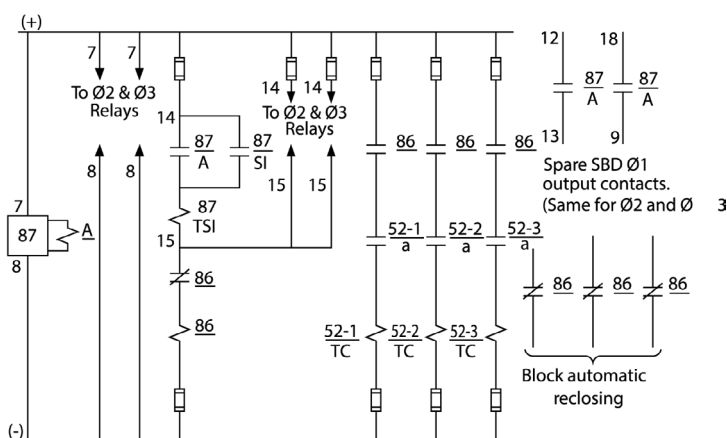 (+)
7
7
To Ø2 & Ø3
Relays
8
8
7
87
8
A
14
87
A
87
SI
87
TSI
15
86
86
14
14
To Ø2 & Ø3
Relays
15
15
86
86
86
52-1
a
52-2
a
52-3
a
52-1
TC
52-2
TC
52-3
TC
12
18
87
A
87
A
13
9
Spare SBD Ø1
output contacts.
(Same for Ø2 and Ø 3
86
86
86
Block automatic
reclosing
(-)